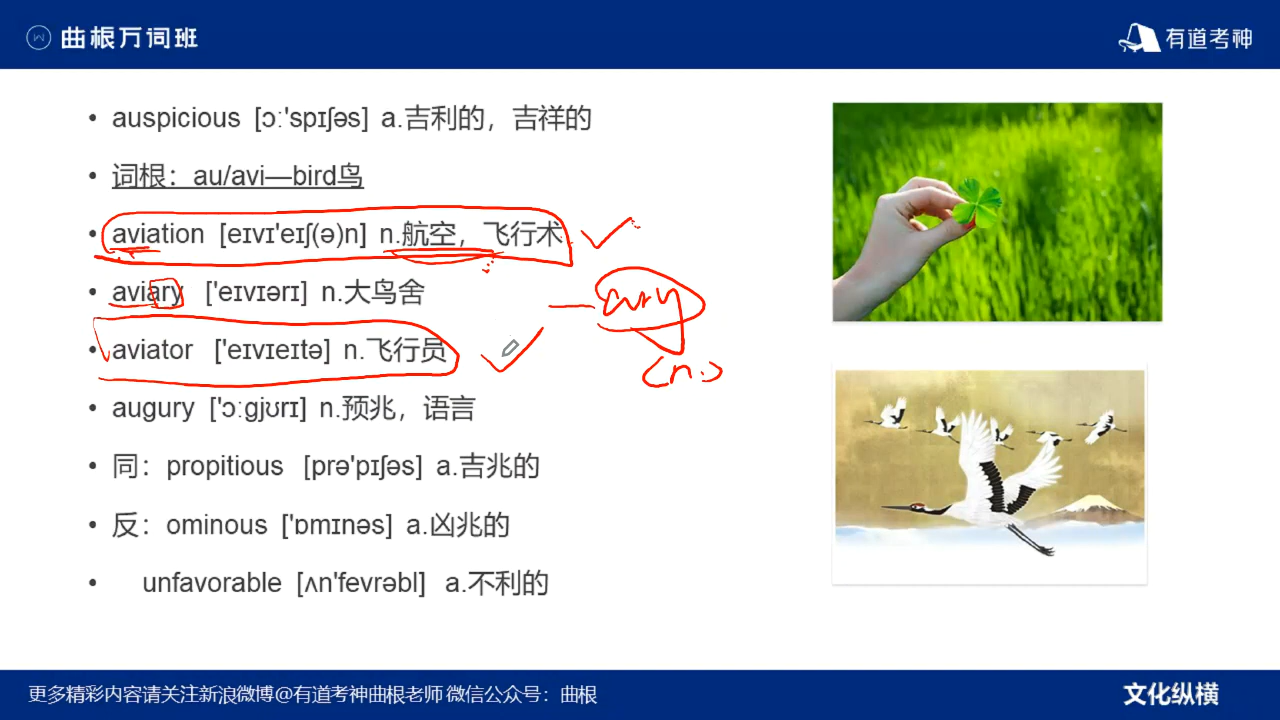 曲根万词班
有道考神
• auspicious [ɔː'spɪʃəs] a.吉利的，吉祥的
• 词根：au/avi—bird鸟
• aviation [eɪvɪ'eɪʃ(ə)n] n.航空，飞行术
• aviary ['eɪvɪərɪ] n.大鸟舍
ary
• aviator ['eɪvɪeɪtə] n.飞行员
(n.)
• augury ['ɔːgjʊrɪ] n.预兆，语言
• 同：propitious [prə'pɪʃəs] a.吉兆的
• 反：ominous ['ɒmɪnəs] a.凶兆的
• unfavorable [ʌn'fevrəbl] a.不利的
更多精彩内容请关注新浪微博@有道考神曲根老师 微信公众号：曲根
文化纵横